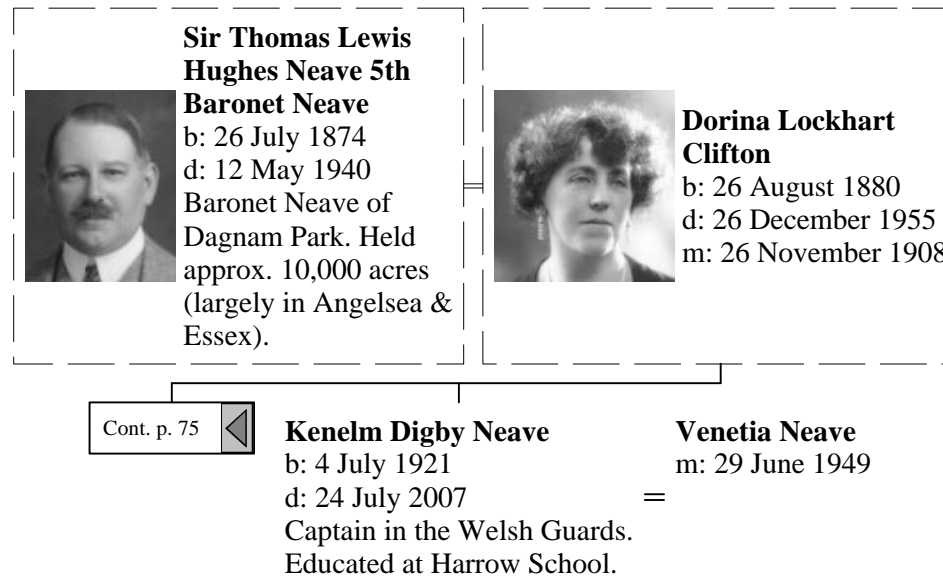 Sir Thomas Lewis
Hughes Neave 5th
Baronet Neave
b: 26 July 1874
d: 12 May 1940
Baronet Neave of
Dagnam Park. Held
approx. 10,000 acres
(largely in Angelsea &
Essex).
Dorina Lockhart
Clifton
b: 26 August 1880
d: 26 December 1955
m: 26 November 1908
Cont. p. 75
Kenelm Digby Neave
b: 4 July 1921
d: 24 July 2007
Captain in the Welsh Guards.
Educated at Harrow School.
=
Venetia Neave
m: 29 June 1949